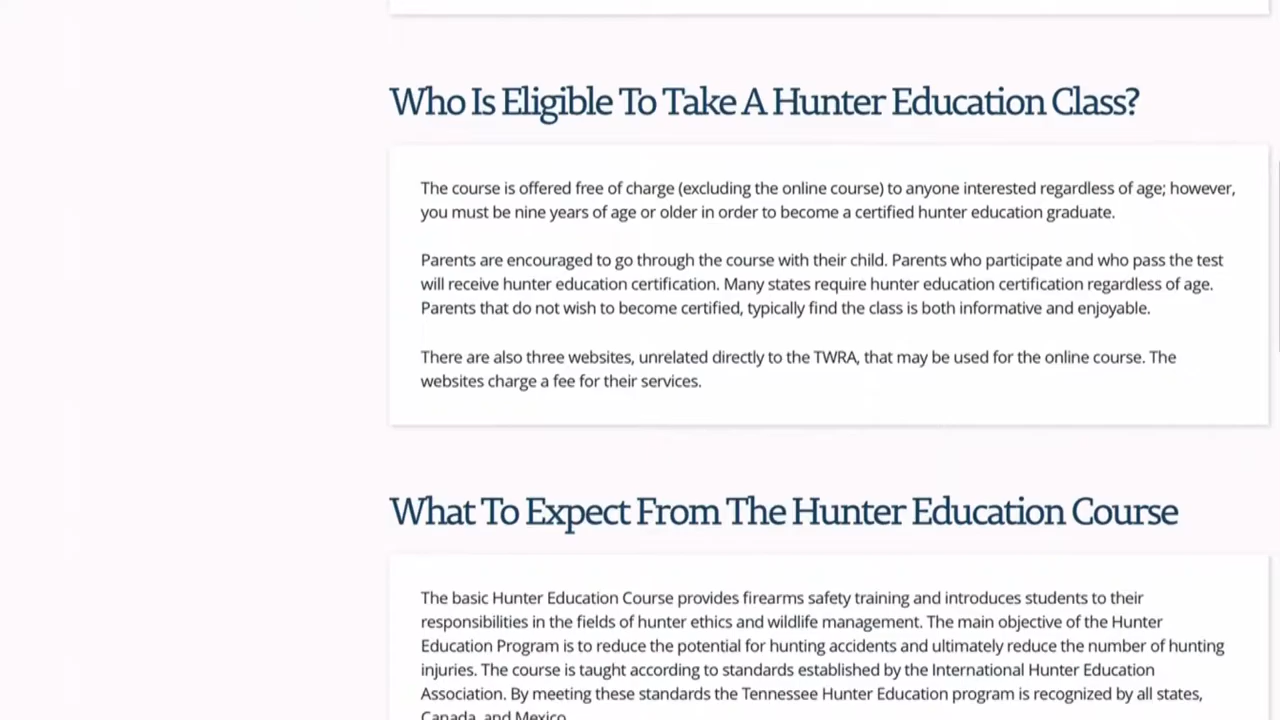 Who Is Eligible To Take A Hunter Education Class?
The course is offered free of charge (excluding the online course) to anyone interested regardless of age; however,
you must be nine years of age or older in order to become a certified hunter education graduate.
Parents are encouraged to go through the course with their child. Parents who participate and who pass the test
will receive hunter education certification. Many states require hunter education certification regardless of age.
Parents that do not wish to become certified, typically find the class is both informative and enjoyable.
There are also three websites, unrelated directly to the TWRA, that may be used for the online course. The
websites charge a fee for their services.
What To Expect From The Hunter Education Course
The basic Hunter Education Course provides firearms safety training and introduces students to their
responsibilities in the fields of hunter ethics and wildlife management. The main objective of the Hunter
Education Program is to reduce the potential for hunting accidents and ultimately reduce the number of hunting
injuries. The course is taught according to standards established by the International Hunter Education
Association. By meeting these standards the Tennessee Hunter Education program is recognized by all states,
Canada, and Mexico.